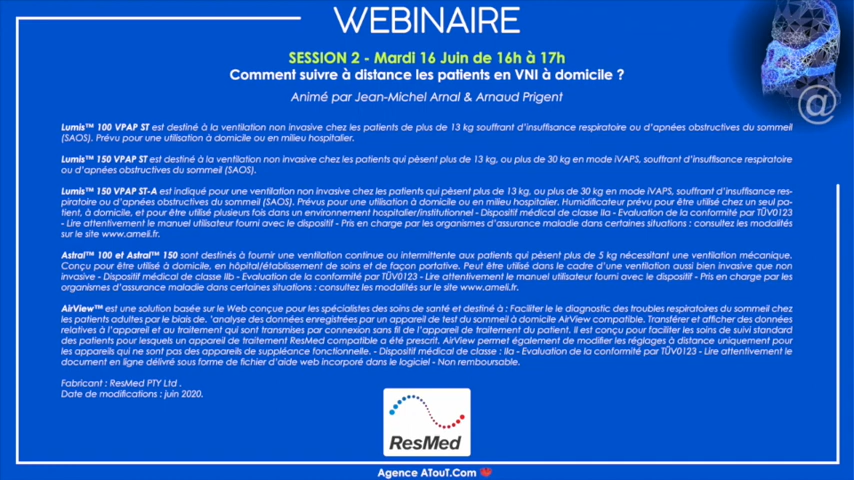 WEBINAIRE
SESSION 2 - Mardi 16 Juin de 16h à 17h
Comment suivre à distance les patients en VNI à domicile ?
Animé par Jean-Michel Arnal & Arnaud Prigent
@
Lumis™ 100 VPAP ST est destiné à la ventilation non invasive chez les patients de plus de 13 kg souffrant d'insuffisance respiratoire ou d'apnées obstructives du sommeil
(SAOS). Prévu pour une utilisation à domicile ou en milieu hospitalier.
Lumis™ 150 VPAP ST est destiné à la ventilation non invasive chez les patients qui pèsent plus de 13 kg, ou plus de 30 kg en mode iVAPS, souffrant d'insuffisance respiratoire
ou d'apnées obstructives du sommeil (SAOS).
Lumis™ 150 VPAP ST-A est indiqué pour une ventilation non invasive chez les patients qui pèsent plus de 13 kg, ou plus de 30 kg en mode iVAPS, souffrant d'insuffisance res-
piratoire ou d'apnées obstructives du sommeil (SAOS). Prévus pour une utilisation à domicile ou en milieu hospitalier. Humidificateur prévu pour être utilisé chez un seul pa-
tient, à domicile, et pour être utilisé plusieurs fois dans un environnement hospitalier/institutionnel - Dispositif médical de classe IIa - Evaluation de la conformité par TÜV0123
- Lire attentivement le manuel utilisateur fourni avec le dispositif - Pris en charge par les organismes d'assurance maladie dans certaines situations : consultez les modalités
sur le site www.ameli.fr.
Astral™ 100 et Astral™ 150 sont destinés à fournir une ventilation continue ou intermittente aux patients qui pèsent plus de 5 kg nécessitant une ventilation mécanique.
Conçu pour être utilisé à domicile, en hôpital/établissement de soins et de façon portative. Peut être utilisé dans le cadre d'une ventilation aussi bien invasive que non
invasive - Dispositif médical de classe IIb - Evaluation de la conformité par TÜV0123 - Lire attentivement le manuel utilisateur fourni avec le dispositif - Pris en charge par les
organismes d'assurance maladie dans certaines situations : consultez les modalités sur le site www.ameli.fr.
AirView™ est une solution basée sur le Web conçue pour les spécialistes des soins de santé et destiné à : Faciliter le le diagnostic des troubles respiratoires du sommeil chez
les patients adultes par le biais de. 'analyse des données enregistrées par un appareil de test du sommeil à domicile AirView compatible. Transférer et afficher des données
relatives à l'appareil et au traitement qui sont transmises par connexion sans fil de l'appareil de traitement du patient. Il est conçu pour faciliter les soins de suivi standard
des patients pour lesquels un appareil de traitement ResMed compatible a été prescrit. AirView permet également de modifier les réglages à distance uniquement pour
les appareils qui ne sont pas des appareils de suppléance fonctionnelle. - Dispositif médical de classe : IIa - Evaluation de la conformité par TÜV0123 - Lire attentivement le
document en ligne délivré sous forme de fichier d'aide web incorporé dans le logiciel - Non remboursable.
Fabricant : ResMed PTY Ltd .
Date de modifications : juin 2020.
ResMed
Agence ATouT.Com